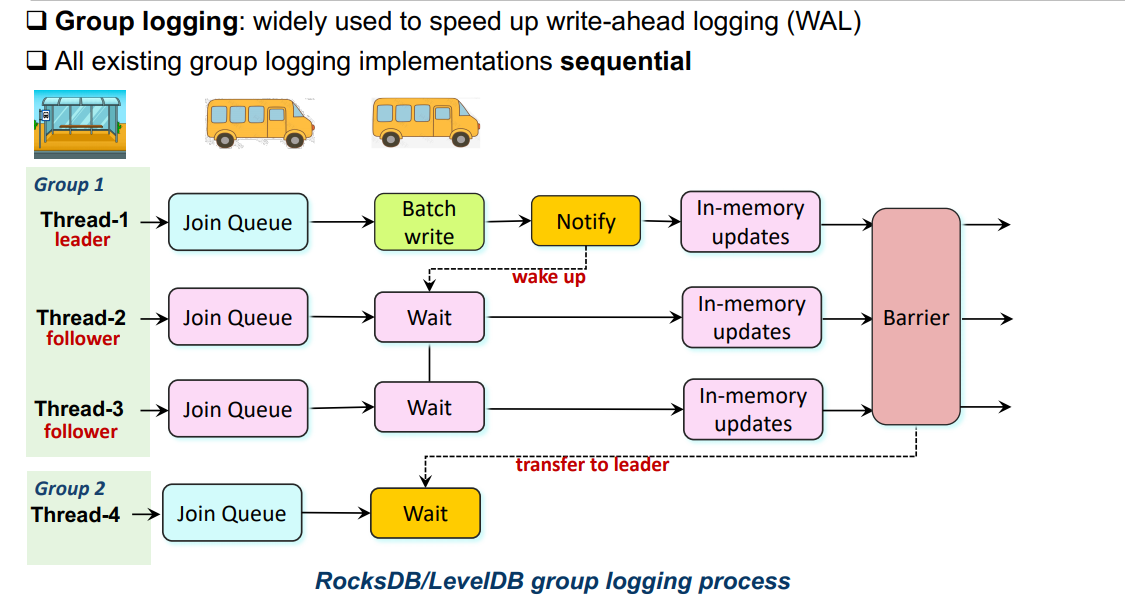 Group logging: widely used to speed up write-ahead logging (WAL)
All existing group logging implementations sequential
Group 1
Thread-1
leader
Join Queue
Batch
write
Notify
In-memory
updates
wake up
Thread-2
follower
Join Queue
Wait
In-memory
updates
Barrier
Thread-3
follower
Join Queue
Wait
In-memory
updates
transfer to leader
Group 2
Thread-4
Join Queue
Wait
RocksDB/LevelDB group logging process